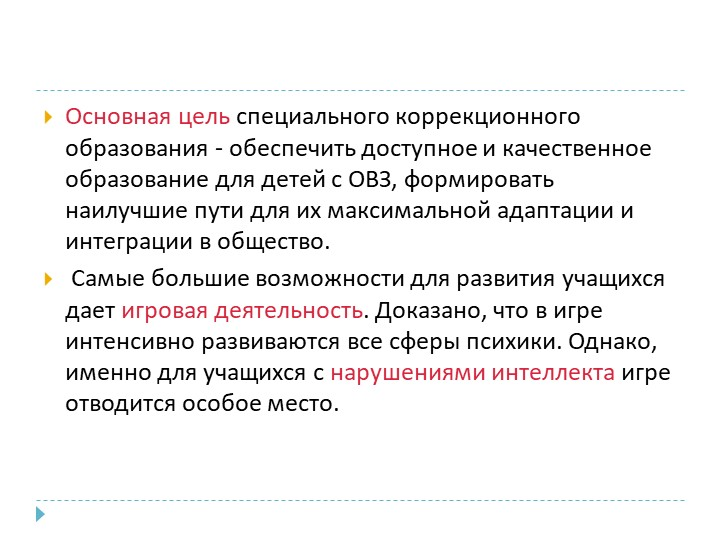 Основная цель специального коррекционного
образования - обеспечить доступное и качественное
образование для детей с ОВЗ, формировать
наилучшие пути для их максимальной адаптации и
интеграции в общество.
Самые большие возможности для развития учащихся
дает игровая деятельность. Доказано, что в игре
интенсивно развиваются все сферы психики. Однако,
именно для учащихся с нарушениями интеллекта игре
отводится особое место.